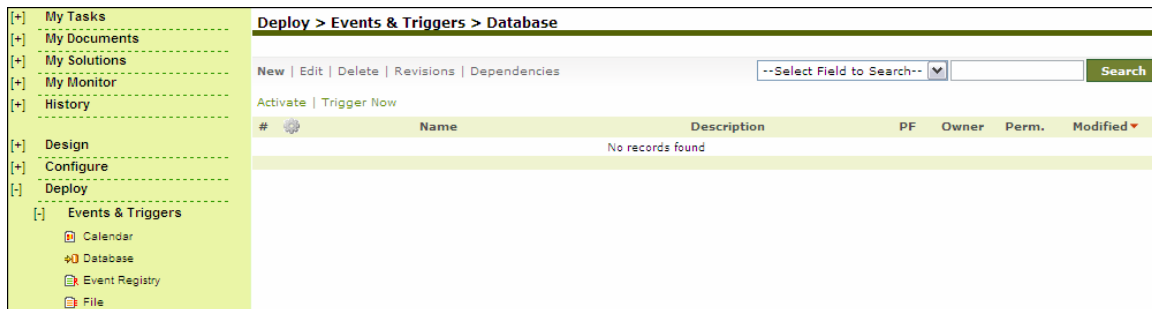 [+] My Tasks
[+] My Documents
[+] My Solutions
[+] My Monitor
[+] History
[+] Design
[+] Configure
[-] Deploy
[-] Events & Triggers
Calendar
Database
Event Registry
File
Deploy > Events & Triggers > Database
New | Edit | Delete | Revisions | Dependencies
--Select Field to Search-- Search
Activate | Trigger Now
# Name Description PF Owner Perm. Modified
No records found